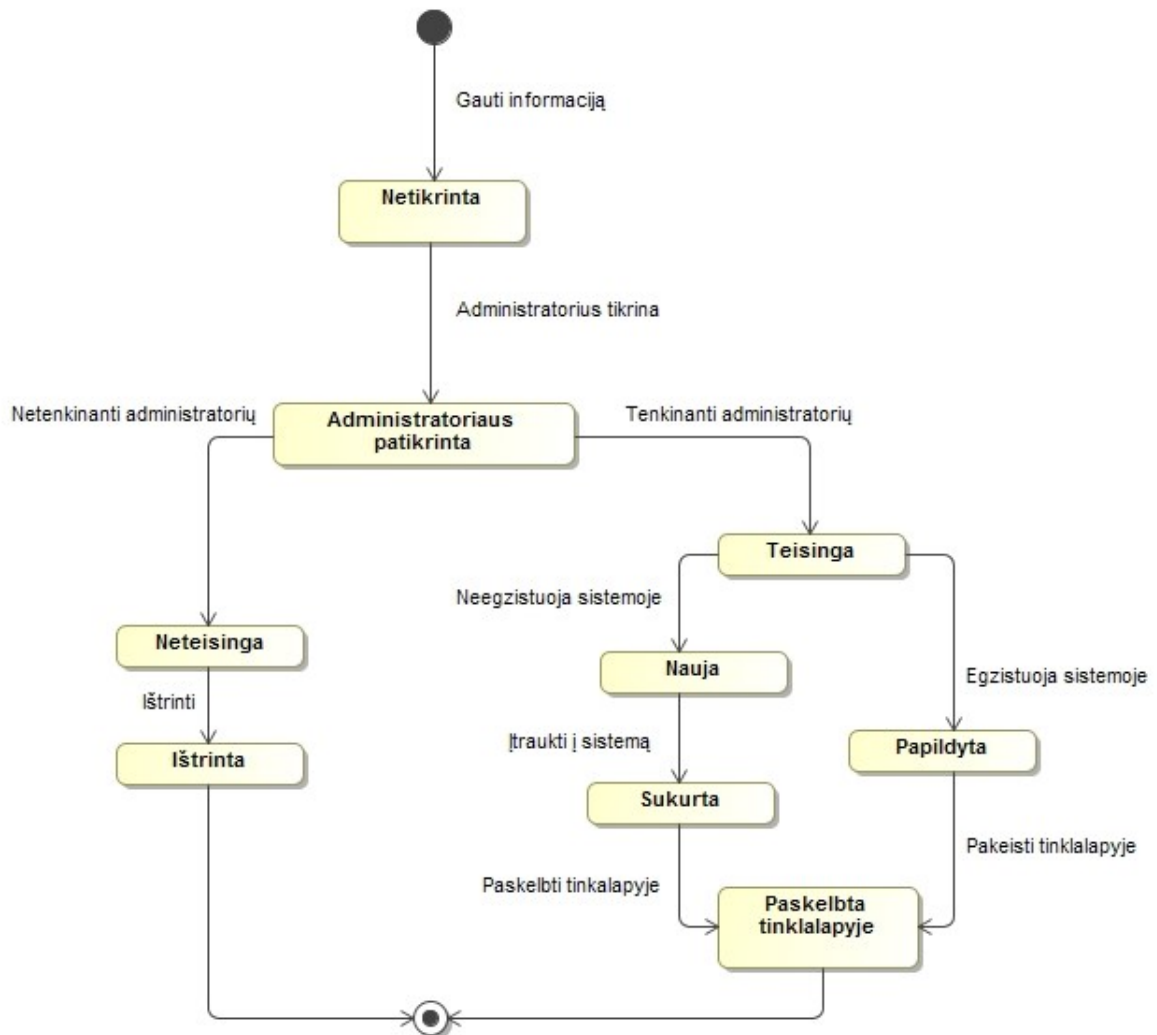 Gauti informaciją
Netikrinta
Administratorius tikrina
Netenkinanti administratorių
Administratoriaus
patikrinta
Tenkinanti administratorių
Teisinga
Neegzistuoja sistemoje
Neteisinga
Nauja
Egzistuoja sistemoje
Ištrinti
Įtraukti į sistemą
Ištrinta
Papildyta
Sukurta
Pakeisti tinklalapyje
Paskelbti tinkalapyje
Paskelbta
tinklalapyje